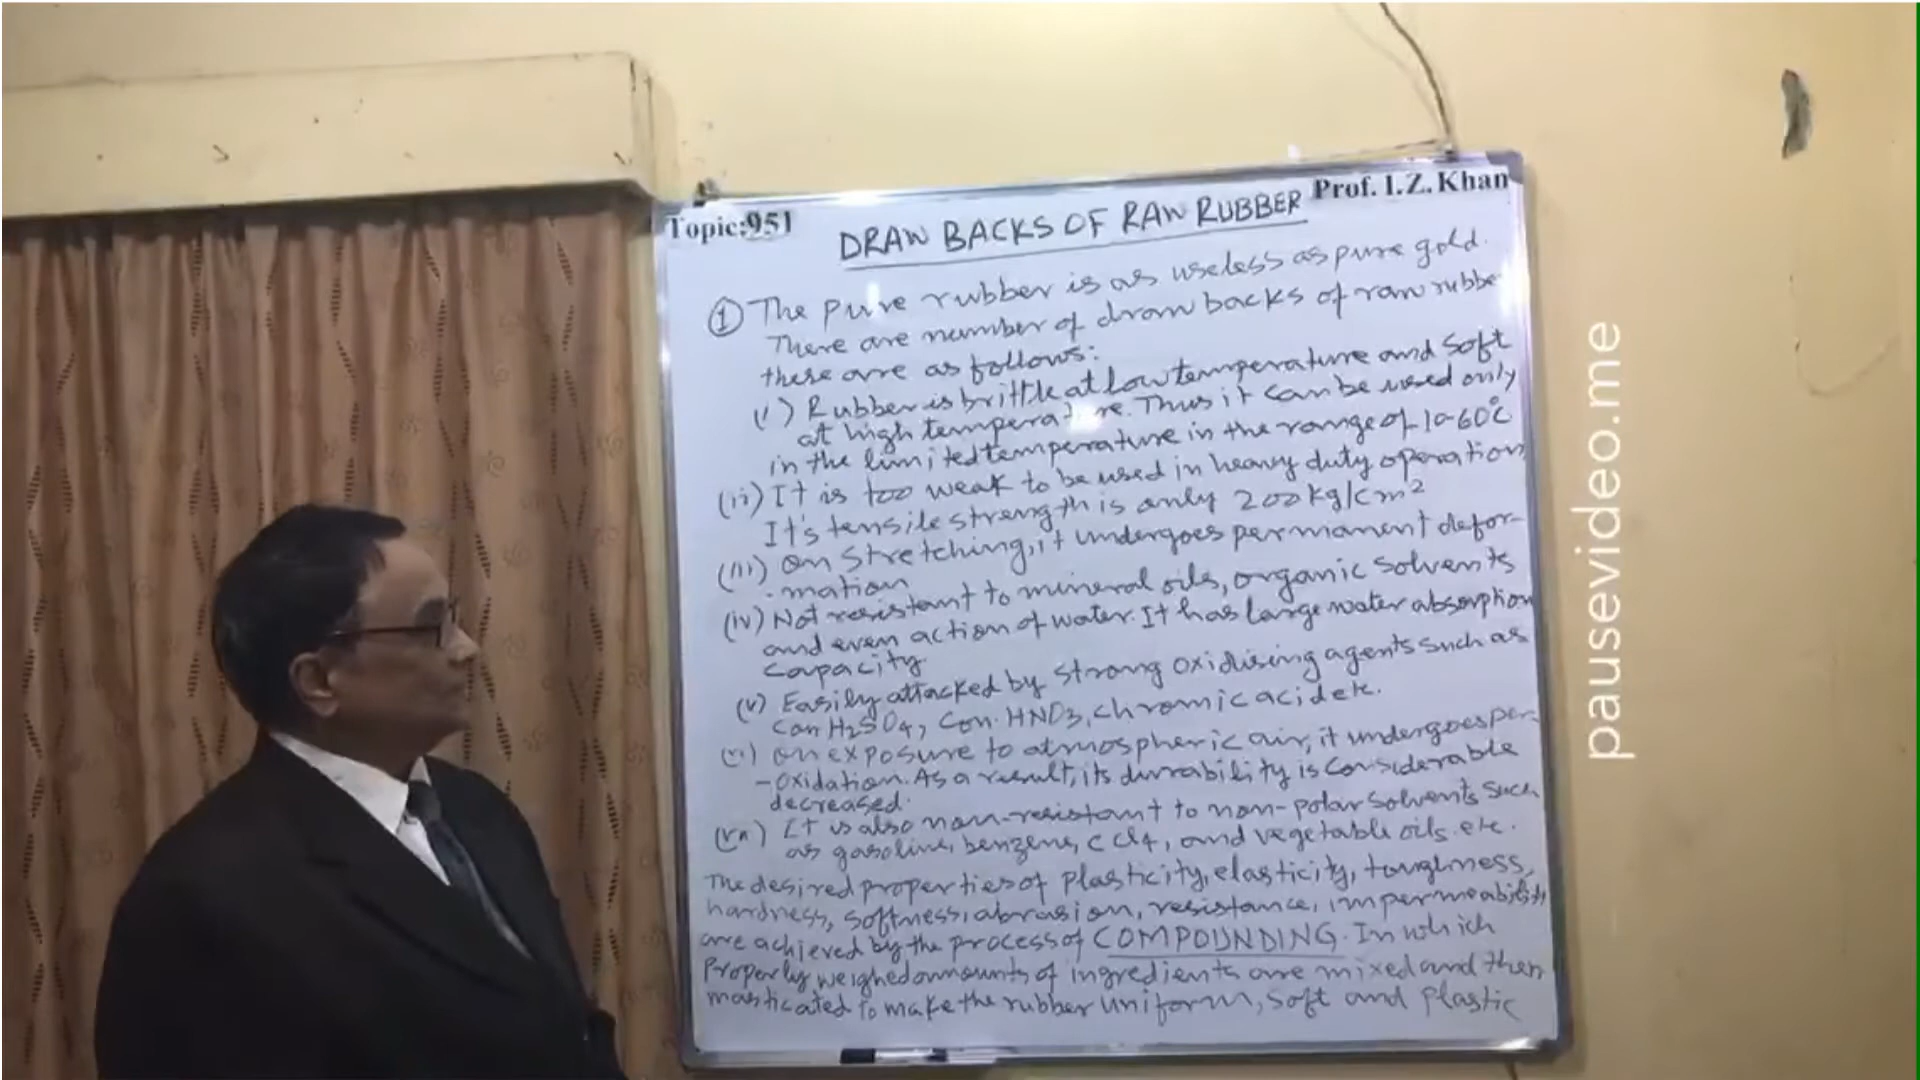 Topic:951
Prof. I.Z. Khan
DRAW BACKS OF RAW RUBBER
① The pure rubber is as useless as pure gold.
There are number of draw backs of raw rubbe
these are as follows:
(i) Rubber is brittle at low temperature and soft
at high temperature. Thus it can be used only
in the limited temperature in the range of 10-60°C
(ii) It is too weak to be used in heavy duty operation,
It's tensile strength is only 200 kg/cm²
(iii) On stretching, it undergoes permanent defor-
-mation
(iv) Not resistant to mineral oils, organic solvents
and even action of water. It has large water absorption
capacity.
(v) Easily attacked by strong oxidising agents such as
Con H2SO4, Con. HNO3, chromic acid etc.
(vi) On exposure to atmospheric air, it undergoes per-
-oxidation. As a result, its durability is considerable
decreased.
(vii) It is also non-resistant to non-polar solvents such
as gasoline, benzene, CCl4, and vegetable oils. etc.
The desired properties of plasticity, elasticity, toughness,
hardness, softness, abrasion, resistance, impermeability
are achieved by the process of COMPOUNDING. In which
Properly weighed amounts of ingredients are mixed and then
masticated to make the rubber uniform, soft and plastic
pausevideo.me